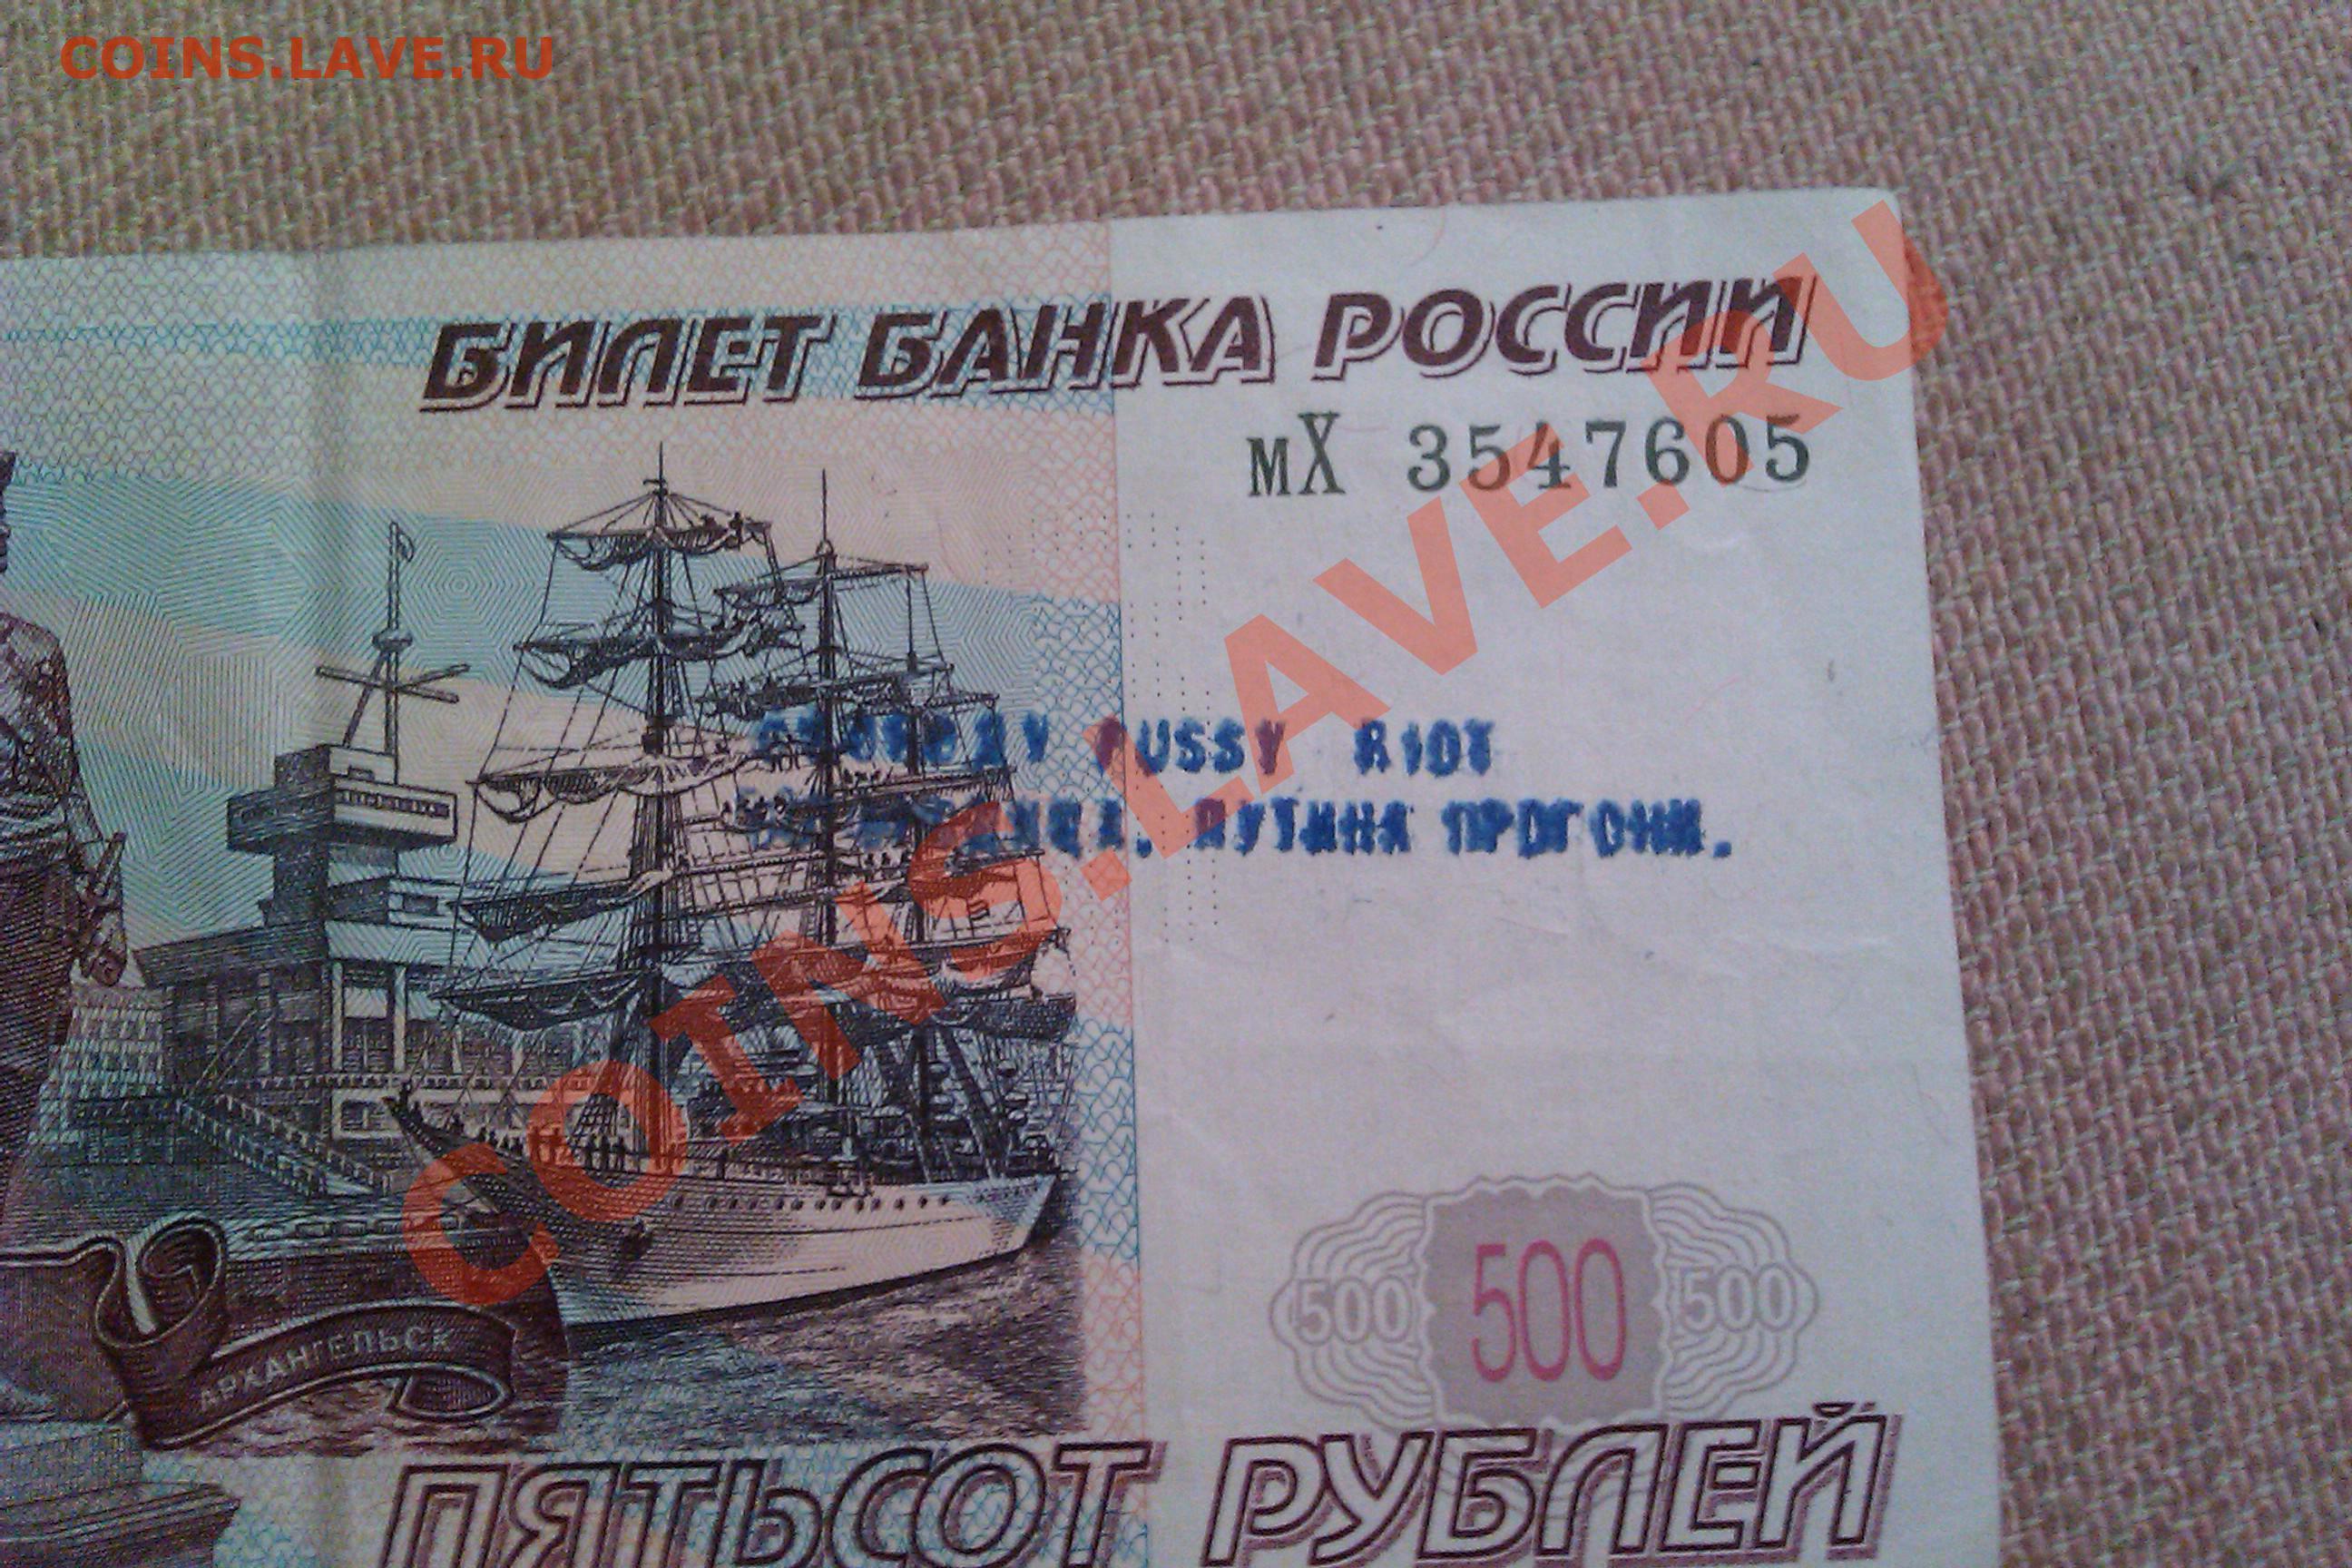 COINS.LAVE.RU
БИЛЕТ БАНКА РОССИИ
мХ 3547605
PUSSY RIOT
ПУТИНА ПРОГОНИ.
COINS.LAVE.RU
АРХАНГЕЛЬСК
500 500 500
ПЯТЬСОТ РУБЛЕЙ